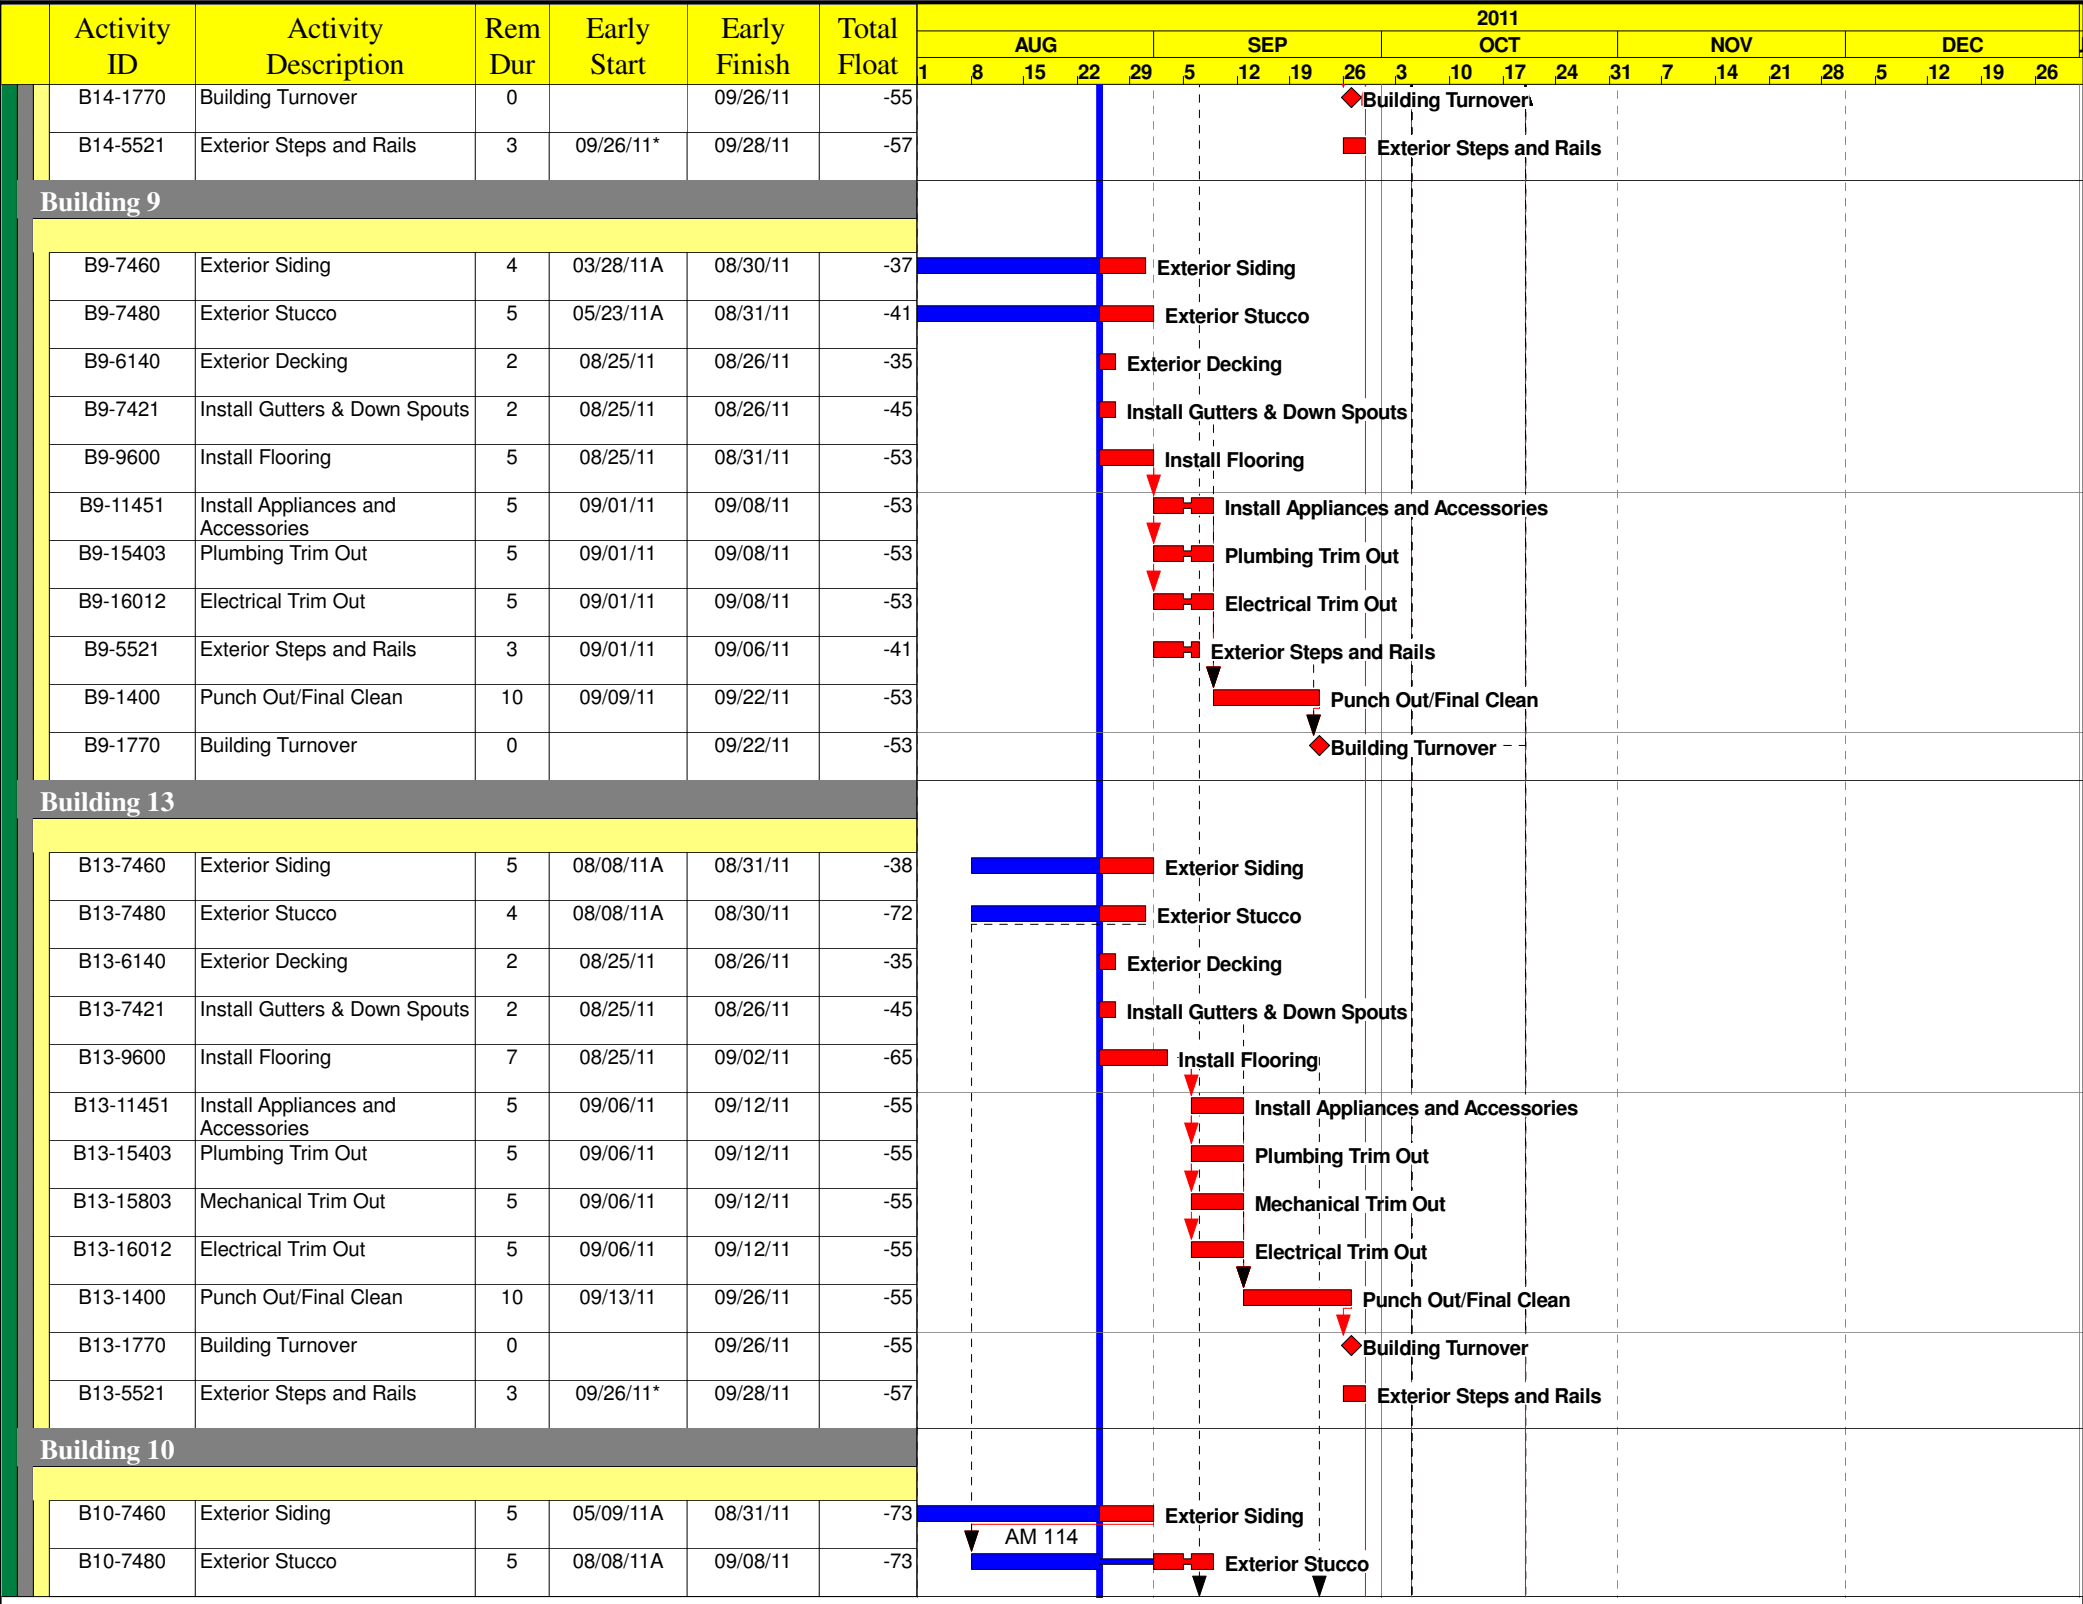 2011
Activity Activity Rem Early Early Total AUG SEP OCT NOV DEC
ID Description Dur Start Finish Float 1 8 15 22 29 5 12 19 26 3 10 17 24 31 7 14 21 28 5 12 19 26
B14-1770 Building Turnover 0 09/26/11 -55 Building Turnover
B14-5521 Exterior Steps and Rails 3 09/26/11* 09/28/11 -57 Exterior Steps and Rails
Building 9
B9-7460 Exterior Siding 4 03/28/11A 08/30/11 -37 Exterior Siding
B9-7480 Exterior Stucco 5 05/23/11A 08/31/11 -41 Exterior Stucco
B9-6140 Exterior Decking 2 08/25/11 08/26/11 -35 Exterior Decking
B9-7421 Install Gutters & Down Spouts 2 08/25/11 08/26/11 -45 Install Gutters & Down Spouts
B9-9600 Install Flooring 5 08/25/11 08/31/11 -53 Install Flooring
B9-11451 Install Appliances and 5 09/01/11 09/08/11 -53 Install Appliances and Accessories
Accessories
B9-15403 Plumbing Trim Out 5 09/01/11 09/08/11 -53 Plumbing Trim Out
B9-16012 Electrical Trim Out 5 09/01/11 09/08/11 -53 Electrical Trim Out
B9-5521 Exterior Steps and Rails 3 09/01/11 09/06/11 -41 Exterior Steps and Rails
B9-1400 Punch Out/Final Clean 10 09/09/11 09/22/11 -53 Punch Out/Final Clean
B9-1770 Building Turnover 0 09/22/11 -53 Building Turnover
Building 13
B13-7460 Exterior Siding 5 08/08/11A 08/31/11 -38 Exterior Siding
B13-7480 Exterior Stucco 4 08/08/11A 08/30/11 -72 Exterior Stucco
B13-6140 Exterior Decking 2 08/25/11 08/26/11 -35 Exterior Decking
B13-7421 Install Gutters & Down Spouts 2 08/25/11 08/26/11 -45 Install Gutters & Down Spouts
B13-9600 Install Flooring 7 08/25/11 09/02/11 -65 Install Flooring
B13-11451 Install Appliances and 5 09/06/11 09/12/11 -55 Install Appliances and Accessories
Accessories
B13-15403 Plumbing Trim Out 5 09/06/11 09/12/11 -55 Plumbing Trim Out
B13-15803 Mechanical Trim Out 5 09/06/11 09/12/11 -55 Mechanical Trim Out
B13-16012 Electrical Trim Out 5 09/06/11 09/12/11 -55 Electrical Trim Out
B13-1400 Punch Out/Final Clean 10 09/13/11 09/26/11 -55 Punch Out/Final Clean
B13-1770 Building Turnover 0 09/26/11 -55 Building Turnover
B13-5521 Exterior Steps and Rails 3 09/26/11* 09/28/11 -57 Exterior Steps and Rails
Building 10
B10-7460 Exterior Siding 5 05/09/11A 08/31/11 -73 Exterior Siding
AM 114
B10-7480 Exterior Stucco 5 08/08/11A 09/08/11 -73 Exterior Stucco